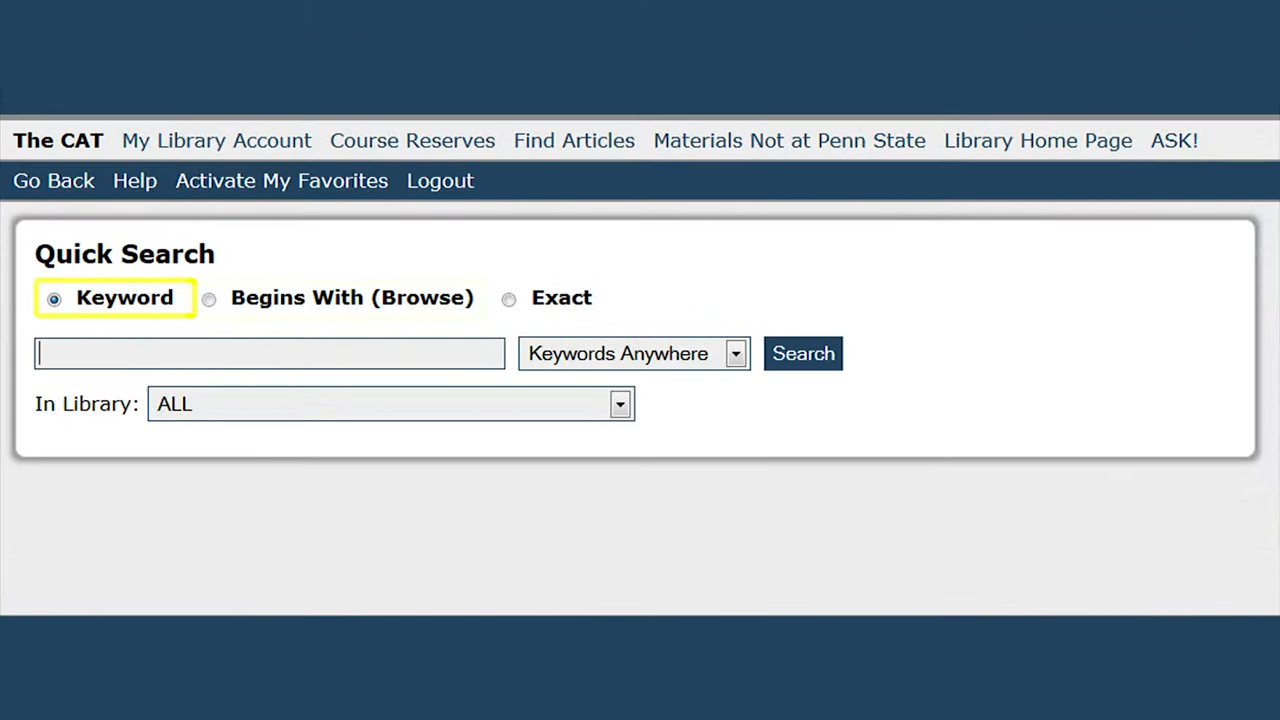 The CAT My Library Account Course Reserves Find Articles Materials Not at Penn State Library Home Page ASK!
Go Back Help Activate My Favorites Logout
Quick Search
Keyword Begins With (Browse) Exact
Keywords Anywhere Search
In Library: ALL